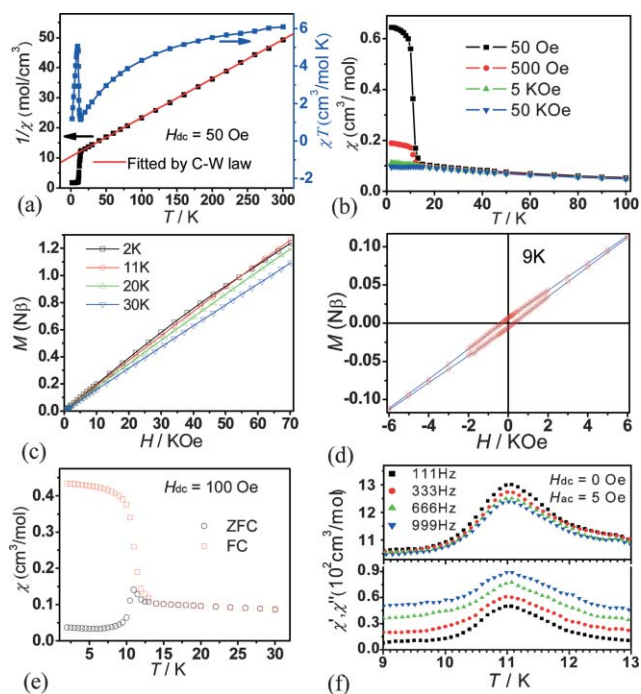 (a)
1/χ (mol/cm³)
50
40
30
20
10
0
0 50 100 150 200 250 300
T / K
6
5
4
3
2
1
0
-2
χT(cm³/mol K)
H_dc = 50 Oe
Fitted by C-W law
(b)
χ (cm³/ mol)
0.6
0.4
0.2
0.0
0 20 40 60 80 100
T / K
50 Oe
500 Oe
5 KOe
50 KOe
(c)
M (Nβ)
1.2
1.0
0.8
0.6
0.4
0.2
0.0
0 10 20 30 40 50 60 70
H / KOe
2K
11K
20K
30K
(d)
M (Nβ)
0.10
0.05
0.00
-0.05
-0.10
-6 -4 -2 0 2 4 6
H / KOe
9K
(e)
χ (cm³/mol)
0.4
0.3
0.2
0.1
0.0
5 10 15 20 25 30
T / K
H_dc = 100 Oe
ZFC
FC
(f)
χ',χ''(10²cm³/mol)
13
12
11
0.9
0.6
0.3
0.0
9 10 11 12 13
T / K
111Hz
333Hz
666Hz
999Hz
H_dc = 0 Oe
H_ac = 5 Oe